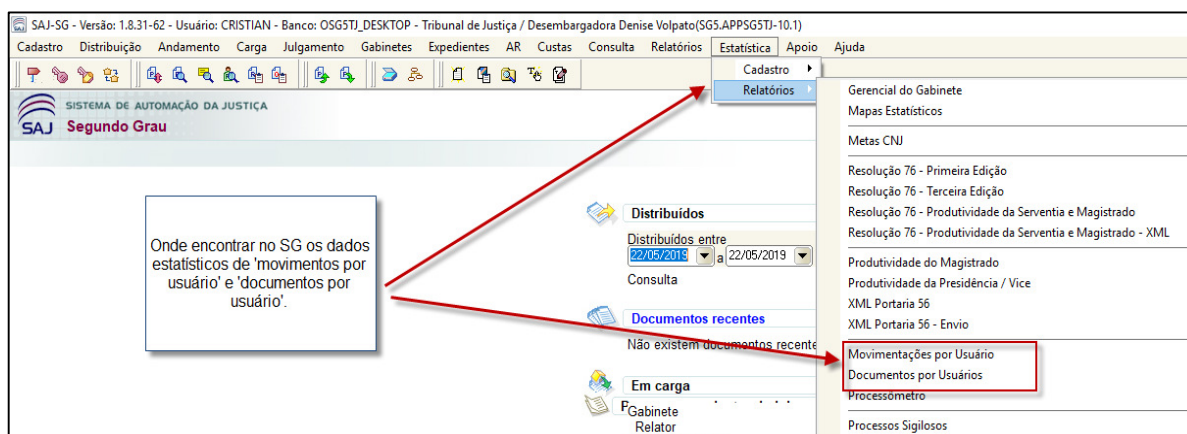 SAJ-SG - Versão: 1.8.31-62 - Usuário: CRISTIAN - Banco: OSG5TJ_DESKTOP - Tribunal de Justiça / Desembargadora Denise Volpato(SG5.APPSG5TJ-10.1)
Cadastro Distribuição Andamento Carga Julgamento Gabinetes Expedientes AR Custas Consulta Relatórios Estatística Apoio Ajuda
Cadastro
Relatórios
SISTEMA DE AUTOMAÇÃO DA JUSTIÇA
SAJ Segundo Grau
Gerencial do Gabinete
Mapas Estatísticos
Metas CNJ
Resolução 76 - Primeira Edição
Resolução 76 - Terceira Edição
Resolução 76 - Produtividade da Serventia e Magistrado
Resolução 76 - Produtividade da Serventia e Magistrado - XML
Produtividade do Magistrado
Produtividade da Presidência / Vice
XML Portaria 56
XML Portaria 56 - Envio
Movimentações por Usuário
Documentos por Usuários
Processômetro
Processos Sigilosos
Onde encontrar no SG os dados
estatísticos de 'movimentos por
usuário' e 'documentos por
usuário'.
Distribuídos
Distribuídos entre
22/05/2019 a 22/05/2019
Consulta
Documentos recentes
Não existem documentos recente
Em carga
Gabinete
Relator